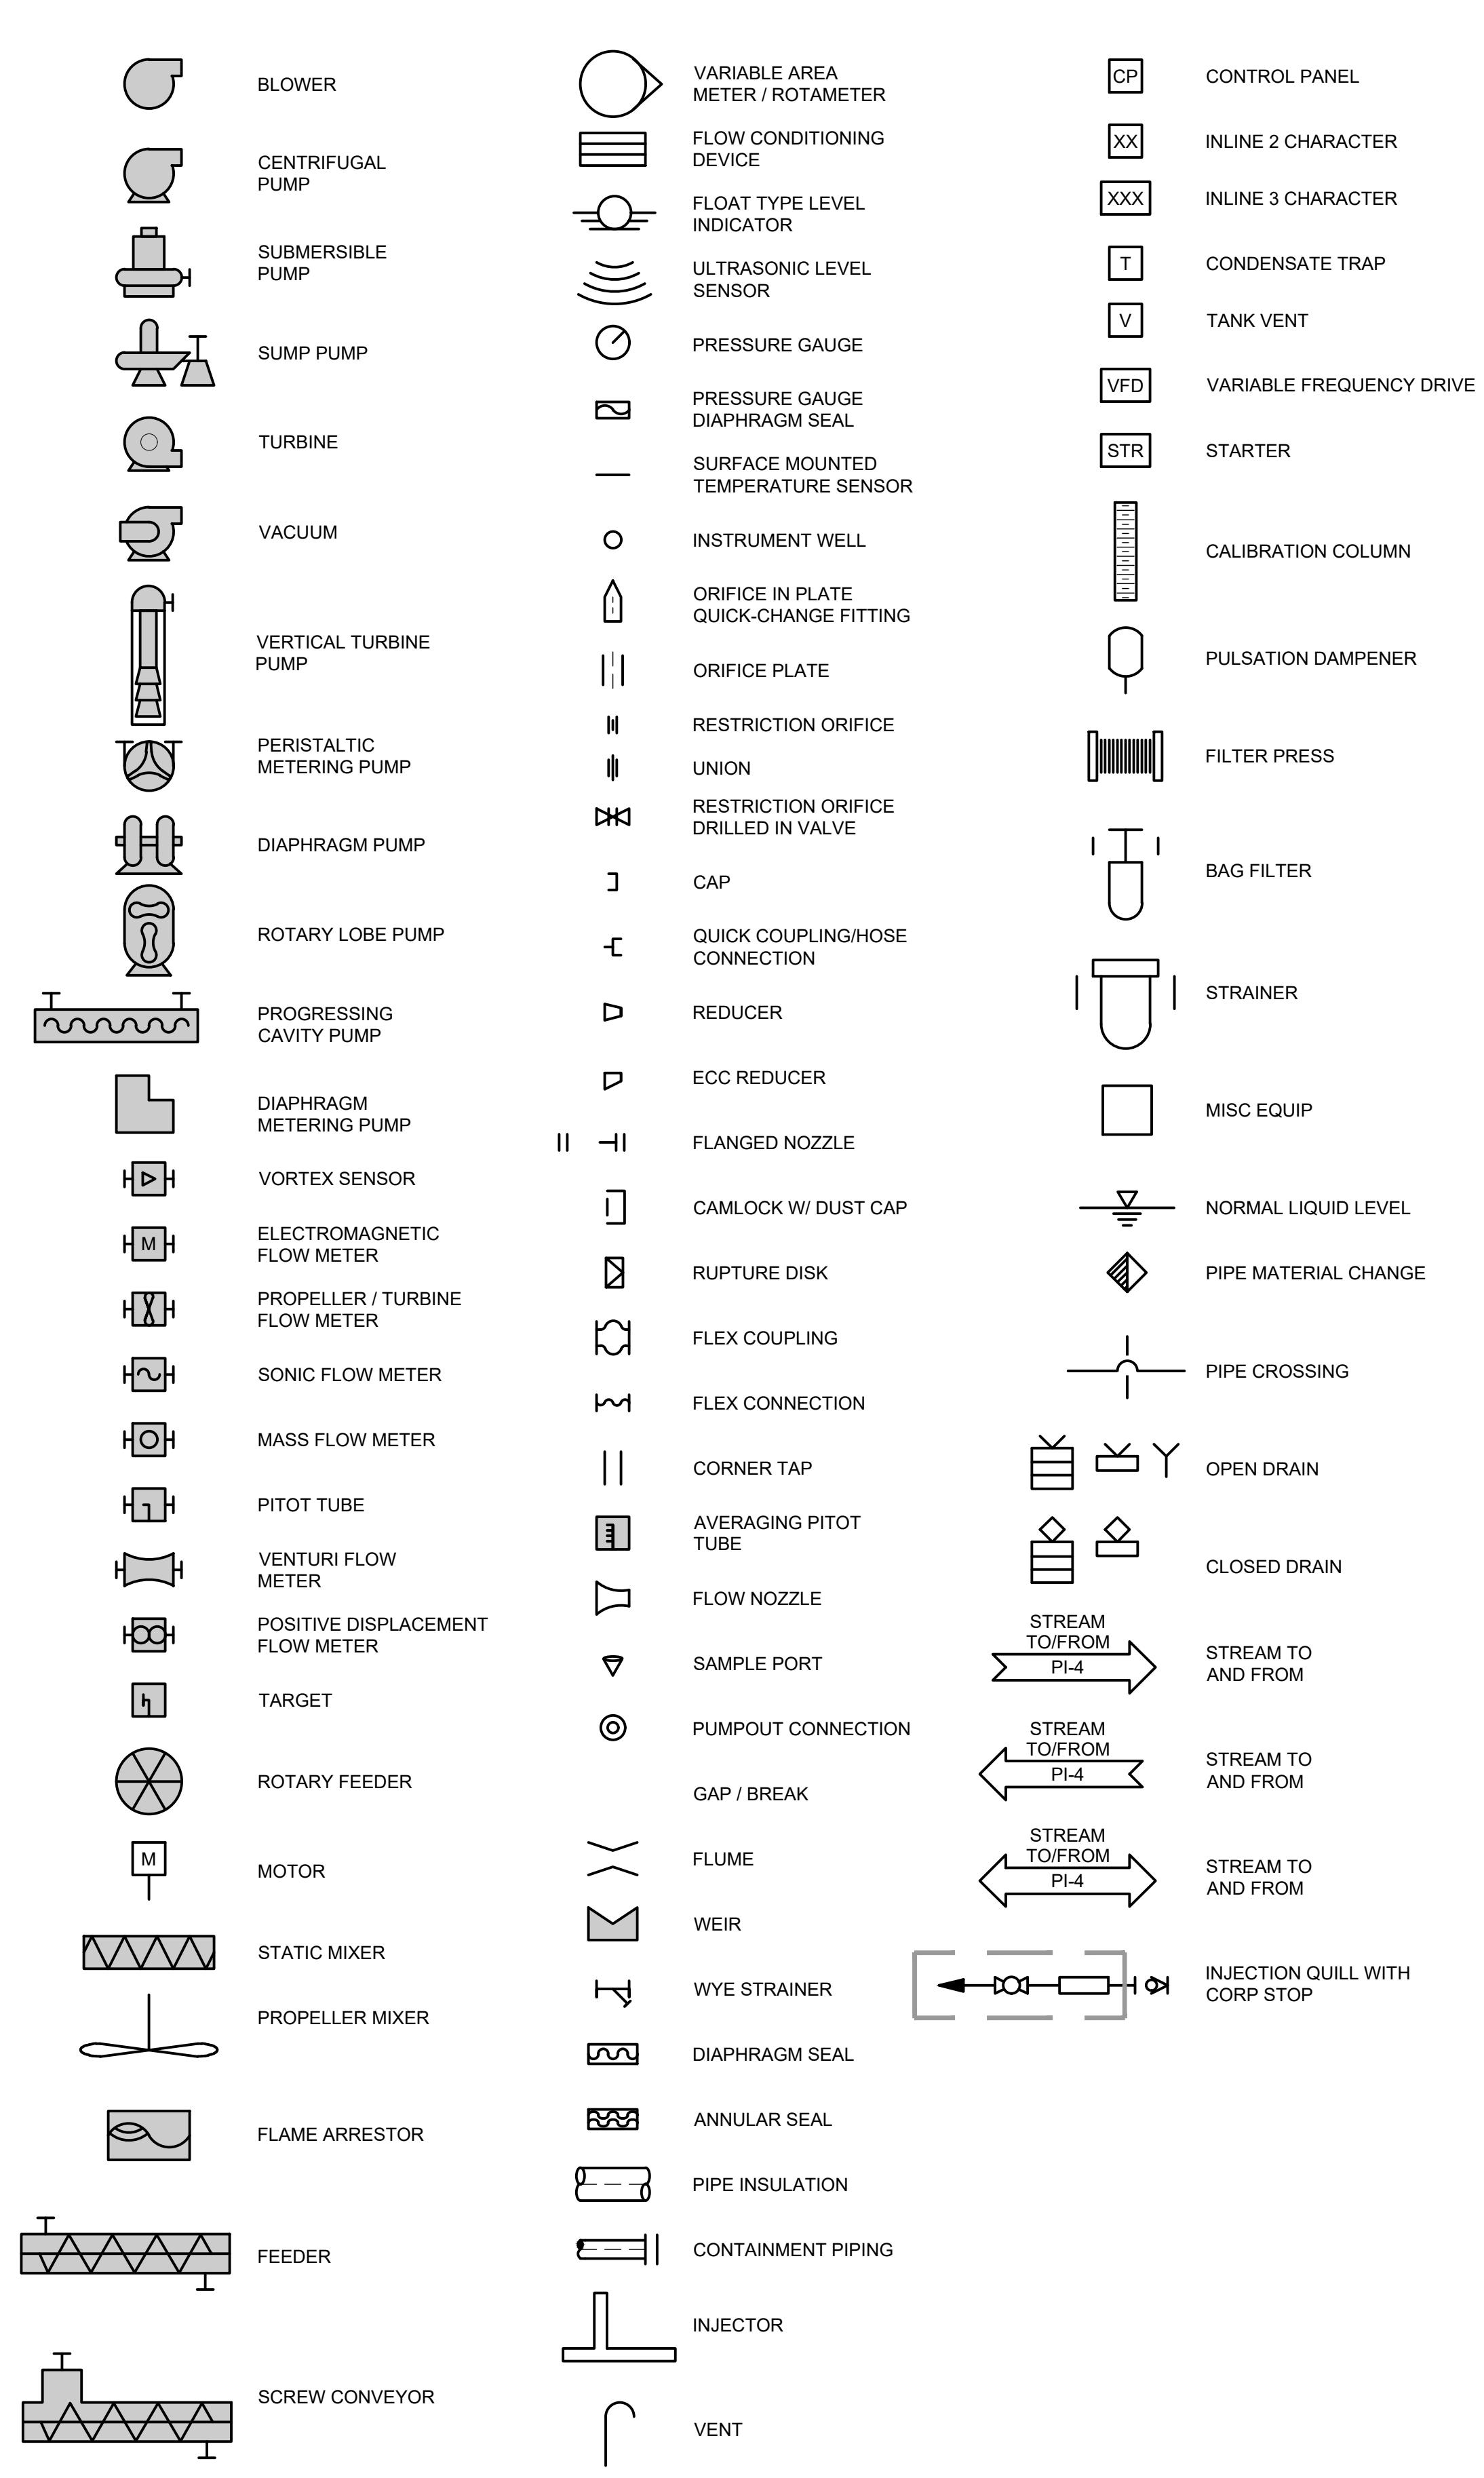 BLOWER
CENTRIFUGAL
PUMP
SUBMERSIBLE
PUMP
SUMP PUMP
TURBINE
VACUUM
VERTICAL TURBINE
PUMP
PERISTALTIC
METERING PUMP
DIAPHRAGM PUMP
ROTARY LOBE PUMP
PROGRESSING
CAVITY PUMP
DIAPHRAGM
METERING PUMP
VORTEX SENSOR
M
ELECTROMAGNETIC
FLOW METER
PROPELLER / TURBINE
FLOW METER
SONIC FLOW METER
MASS FLOW METER
PITOT TUBE
VENTURI FLOW
METER
POSITIVE DISPLACEMENT
FLOW METER
TARGET
ROTARY FEEDER
M
MOTOR
STATIC MIXER
PROPELLER MIXER
FLAME ARRESTOR
FEEDER
SCREW CONVEYOR
VARIABLE AREA
METER / ROTAMETER
FLOW CONDITIONING
DEVICE
FLOAT TYPE LEVEL
INDICATOR
ULTRASONIC LEVEL
SENSOR
PRESSURE GAUGE
PRESSURE GAUGE
DIAPHRAGM SEAL
SURFACE MOUNTED
TEMPERATURE SENSOR
INSTRUMENT WELL
ORIFICE IN PLATE
QUICK-CHANGE FITTING
ORIFICE PLATE
RESTRICTION ORIFICE
UNION
RESTRICTION ORIFICE
DRILLED IN VALVE
CAP
QUICK COUPLING/HOSE
CONNECTION
REDUCER
ECC REDUCER
FLANGED NOZZLE
CAMLOCK W/ DUST CAP
RUPTURE DISK
FLEX COUPLING
FLEX CONNECTION
CORNER TAP
AVERAGING PITOT
TUBE
FLOW NOZZLE
SAMPLE PORT
PUMPOUT CONNECTION
GAP / BREAK
FLUME
WEIR
WYE STRAINER
DIAPHRAGM SEAL
ANNULAR SEAL
PIPE INSULATION
CONTAINMENT PIPING
INJECTOR
VENT
CP CONTROL PANEL
XX INLINE 2 CHARACTER
XXX INLINE 3 CHARACTER
T CONDENSATE TRAP
V TANK VENT
VFD VARIABLE FREQUENCY DRIVE
STR STARTER
CALIBRATION COLUMN
PULSATION DAMPENER
FILTER PRESS
BAG FILTER
STRAINER
MISC EQUIP
NORMAL LIQUID LEVEL
PIPE MATERIAL CHANGE
PIPE CROSSING
OPEN DRAIN
CLOSED DRAIN
STREAM
TO/FROM
PI-4
STREAM TO
AND FROM
STREAM
TO/FROM
PI-4
STREAM TO
AND FROM
STREAM
TO/FROM
PI-4
STREAM TO
AND FROM
INJECTION QUILL WITH
CORP STOP